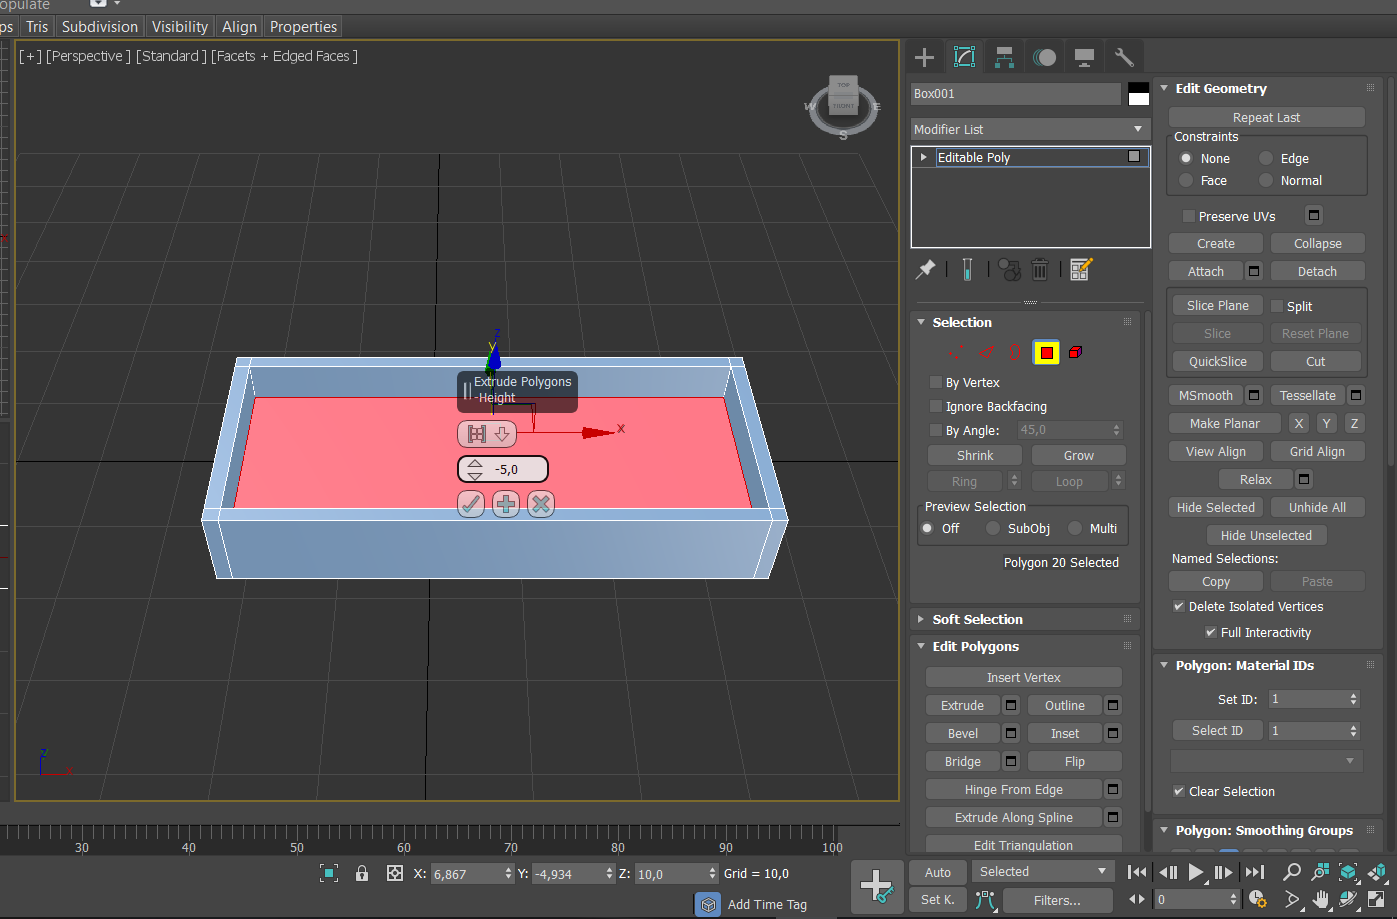 opulate
ps Tris Subdivision Visibility Align Properties
[ + ] [Perspective ] [Standard ] [Facets + Edged Faces ]
TOP
FRONT
W E
S
z
y
Extrude Polygons
-Height
x
-5,0
z
30 40 50 60 70 80 90 100
X: 6,867 Y: -4,934 Z: 10,0 Grid = 10,0
Add Time Tag
Box001
Modifier List
Editable Poly
Selection
By Vertex
Ignore Backfacing
By Angle: 45,0
Shrink Grow
Ring Loop
Preview Selection
Off SubObj Multi
Polygon 20 Selected
Soft Selection
Edit Polygons
Insert Vertex
Extrude Outline
Bevel Inset
Bridge Flip
Hinge From Edge
Extrude Along Spline
Edit Triangulation
Edit Geometry
Repeat Last
Constraints
None Edge
Face Normal
Preserve UVs
Create Collapse
Attach Detach
Slice Plane Split
Slice Reset Plane
QuickSlice Cut
MSmooth Tessellate
Make Planar X Y Z
View Align Grid Align
Relax
Hide Selected Unhide All
Hide Unselected
Named Selections:
Copy Paste
Delete Isolated Vertices
Full Interactivity
Polygon: Material IDs
Set ID: 1
Select ID 1
Clear Selection
Polygon: Smoothing Groups
Auto Selected
Set K. Filters... 0